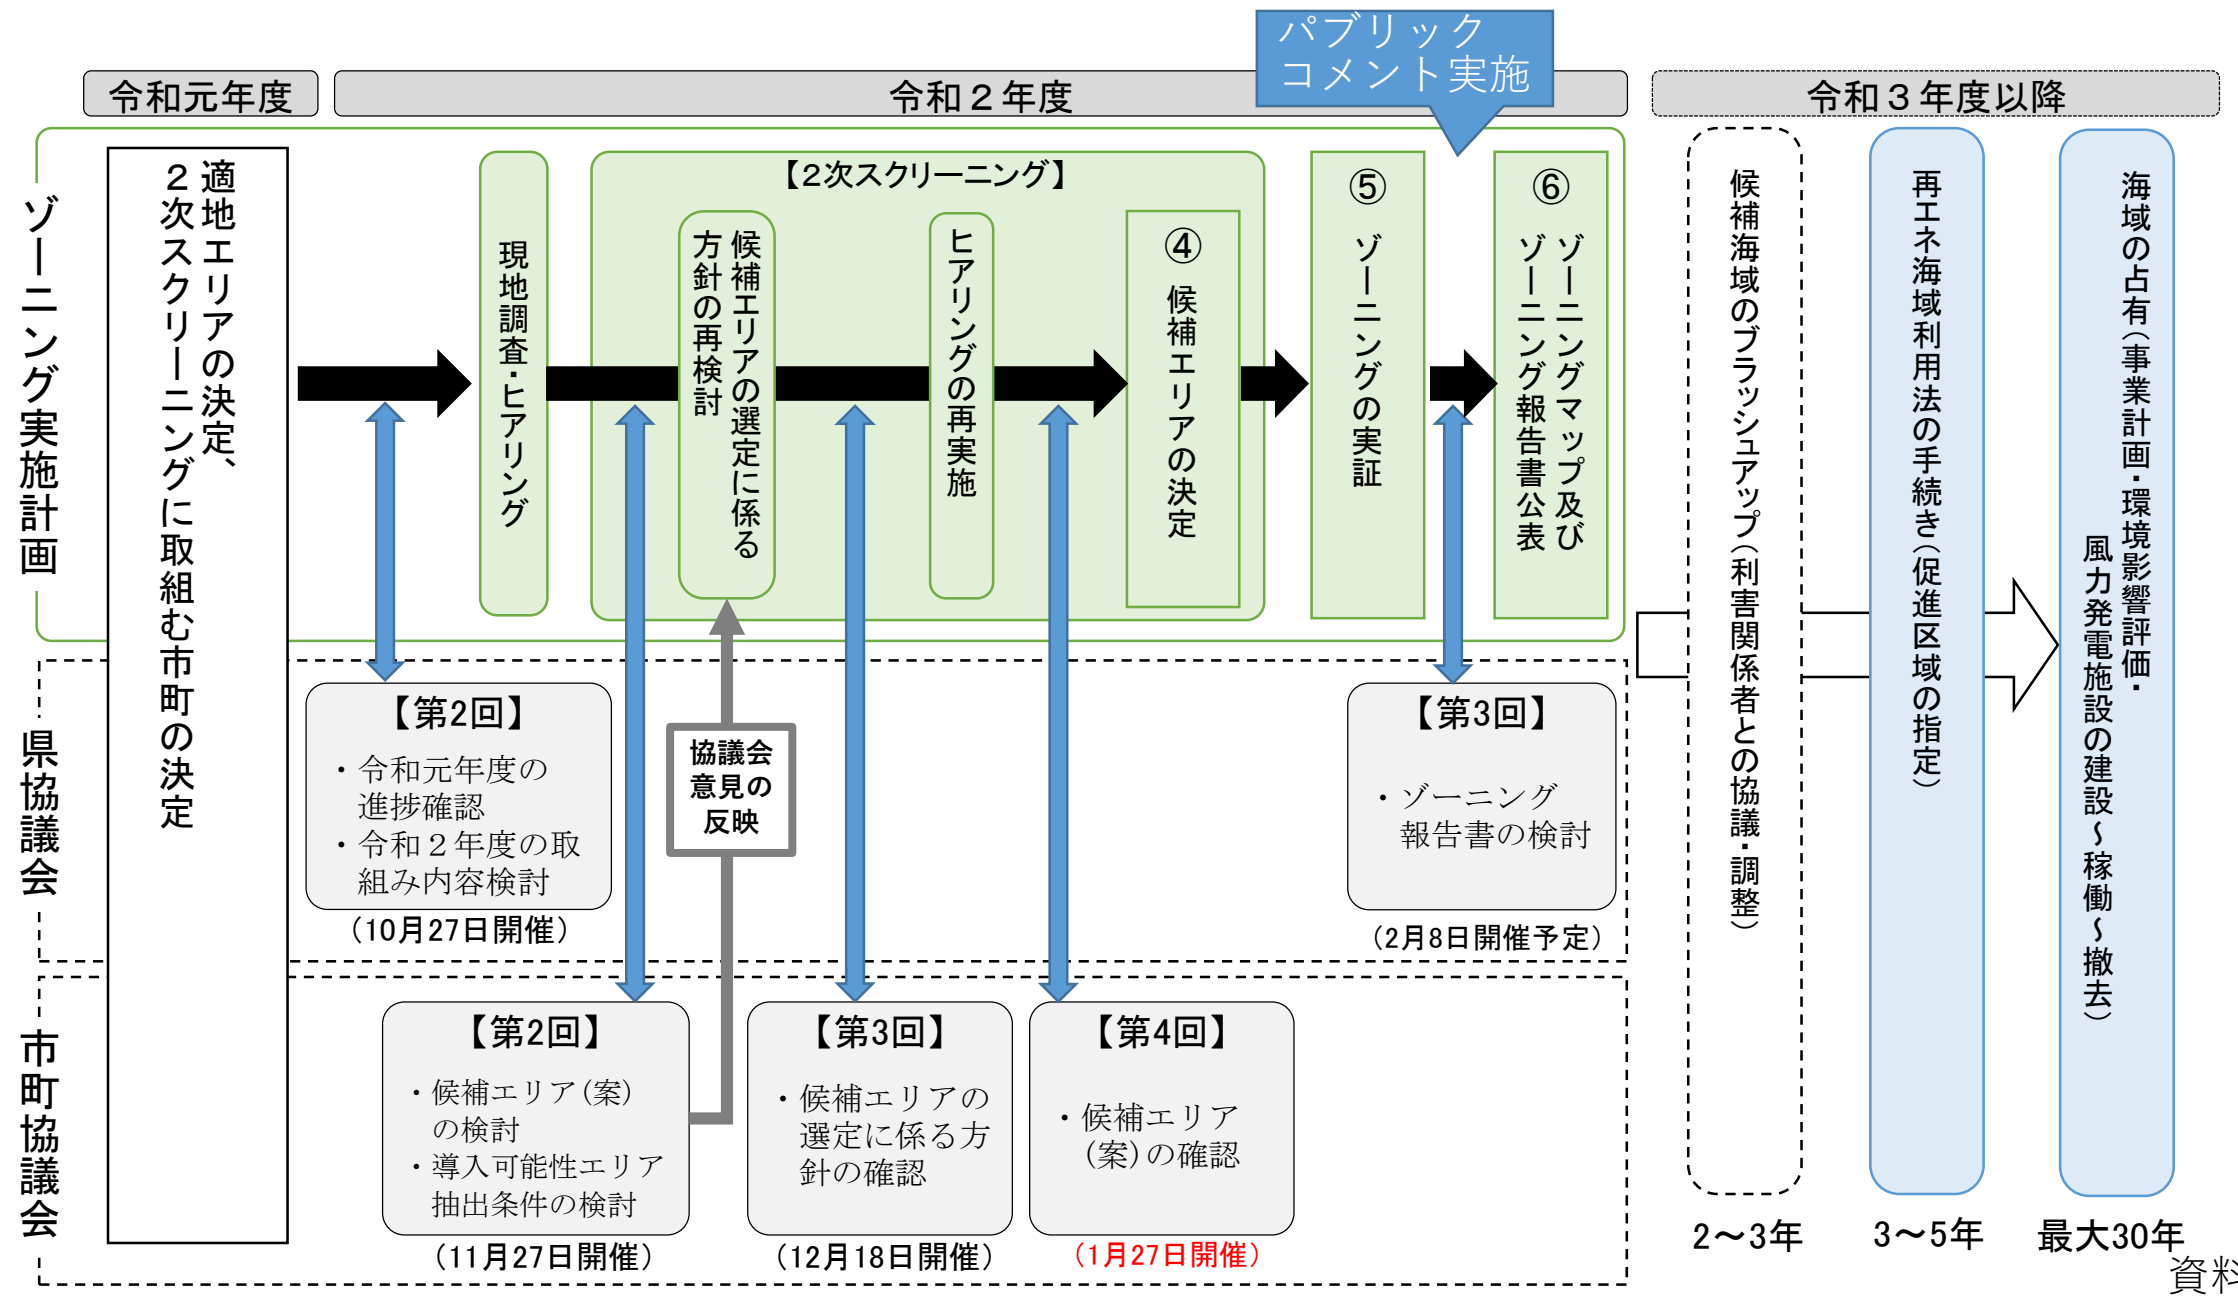 パブリック
コメント実施
令和元年度
令和２年度
令和３年度以降
ゾーニング実施計画
適地エリアの決定、
２次スクリーニングに取組む市町の決定
現地調査・ヒアリング
【2次スクリーニング】
候補エリアの選定に係る
方針の再検討
ヒアリングの再実施
④ 候補エリアの決定
⑤ ゾーニングの実証
⑥ ゾーニングマップ及び
ゾーニング報告書公表
候補海域のブラッシュアップ（利害関係者との協議・調整）
再エネ海域利用法の手続き（促進区域の指定）
海域の占有（事業計画・環境影響評価・
風力発電施設の建設～稼働～撤去）
県協議会
【第2回】
・令和元年度の
進捗確認
・令和２年度の取
組み内容検討
（10月27日開催）
協議会
意見の
反映
【第3回】
・ゾーニング
報告書の検討
（2月8日開催予定）
市町協議会
【第2回】
・候補エリア(案)
の検討
・導入可能性エリア
抽出条件の検討
（11月27日開催）
【第3回】
・候補エリアの
選定に係る方
針の確認
（12月18日開催）
【第4回】
・候補エリア
(案)の確認
（1月27日開催）
2～3年
3～5年
最大30年
資料